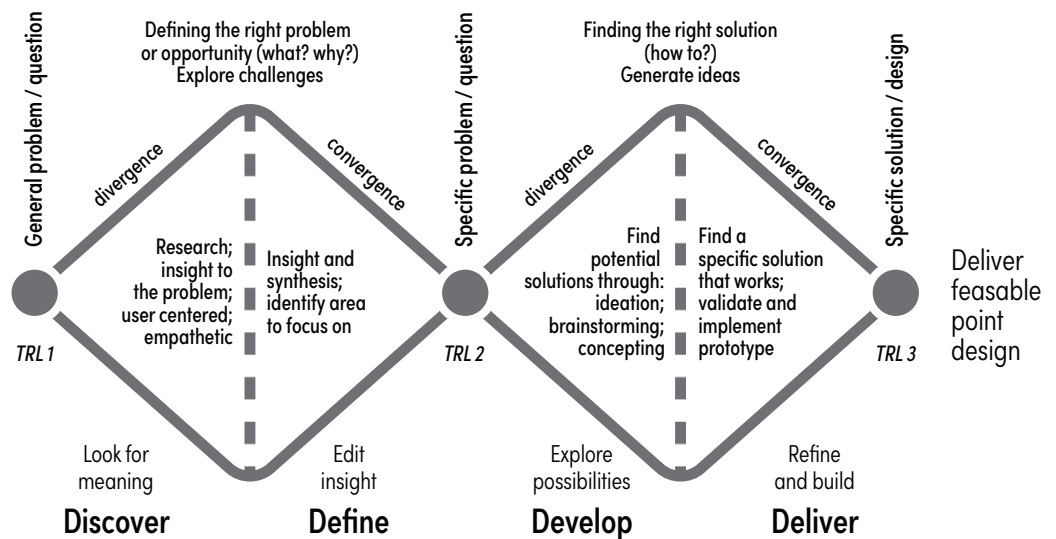 General problem / question
Defining the right problem
or opportunity (what? why?)
Explore challenges
divergence
convergence
Research;
insight to
the problem;
user centered;
empathetic
Insight and
synthesis;
identify area
to focus on
TRL 1
Look for
meaning
Edit
insight
Discover
Define
Specific problem / question
TRL 2
Finding the right solution
(how to?)
Generate ideas
divergence
convergence
Find
potential
solutions through:
ideation;
brainstorming;
concepting
Find a
specific solution
that works;
validate and
implement
prototype
Explore
possibilities
Refine
and build
Develop
Deliver
Specific solution / design
TRL 3
Deliver
feasable
point
design